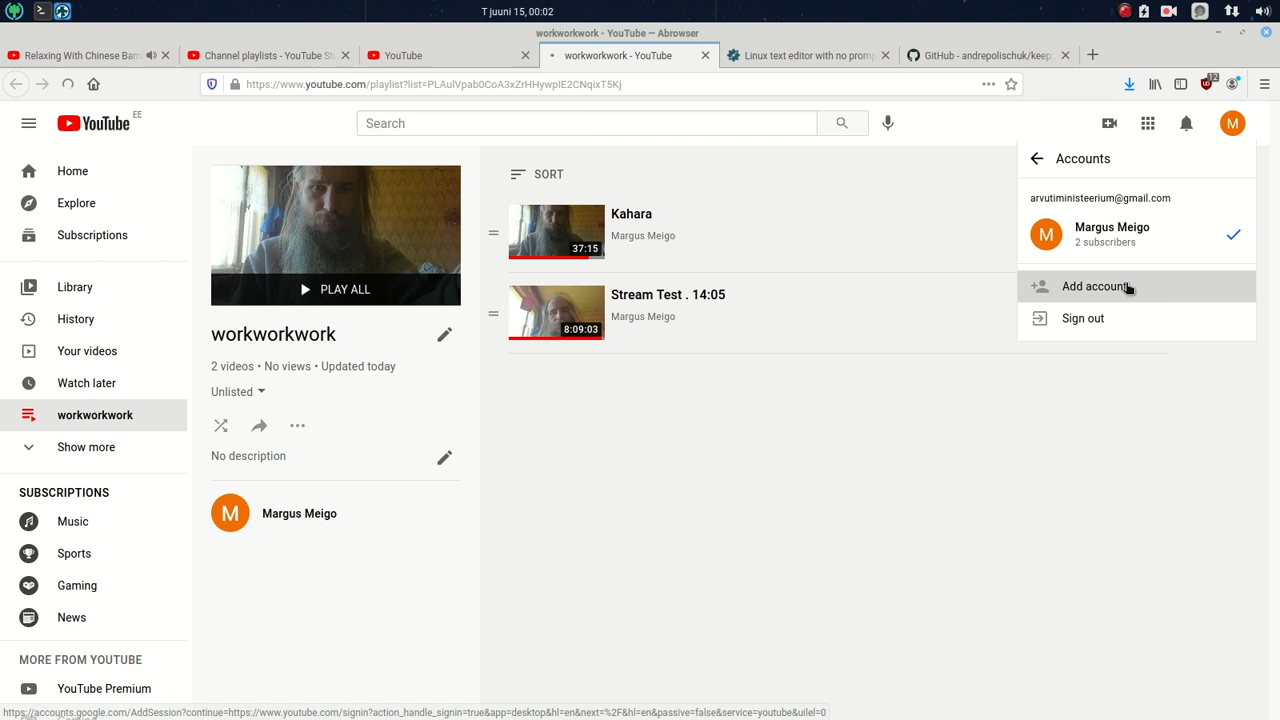 T juuni 15, 00:02
workworkwork - YouTube — Abrowser
Relaxing With Chinese Bam
Channel playlists - YouTube St
YouTube
workworkwork - YouTube
Linux text editor with no promp
GitHub - andrepolischuk/keep
https://www.youtube.com/playlist?list=PLAulVpab0CoA3xZrHHywpIE2CNqixT5Kj
12
YouTube EE
Search
M
Home
Explore
Subscriptions
Library
History
Your videos
Watch later
workworkwork
Show more
SUBSCRIPTIONS
Music
Sports
Gaming
News
MORE FROM YOUTUBE
YouTube Premium
PLAY ALL
workworkwork
2 videos • No views • Updated today
Unlisted
No description
M Margus Meigo
SORT
Kahara
Margus Meigo
37:15
Stream Test . 14:05
Margus Meigo
8:09:03
Accounts
arvutiministeerium@gmail.com
M Margus Meigo
2 subscribers
Add account
Sign out
https://accounts.google.com/AddSession?continue=https://www.youtube.com/signin?action_handle_signin=true&app=desktop&hl=en&next=%2F&hl=en&passive=false&service=youtube&uilel=0